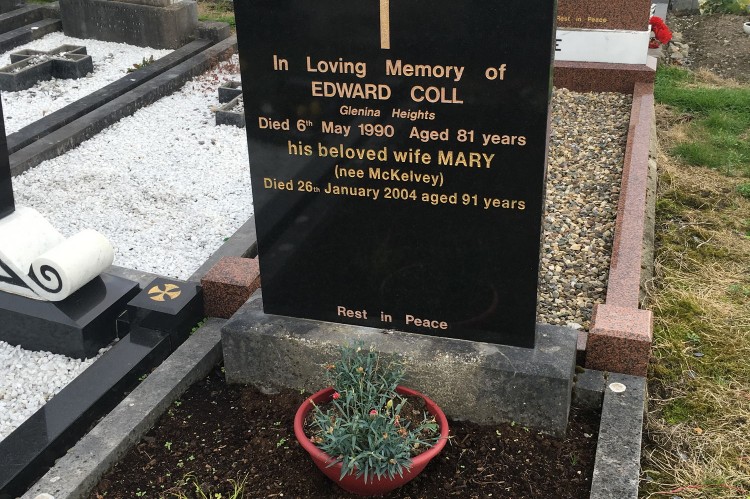 In Loving Memory of
EDWARD COLL
Glenina Heights
Died 6th May 1990 Aged 81 years
his beloved wife MARY
(nee McKelvey)
Died 26th January 2004 aged 91 years
Rest in Peace
Rest in Peace